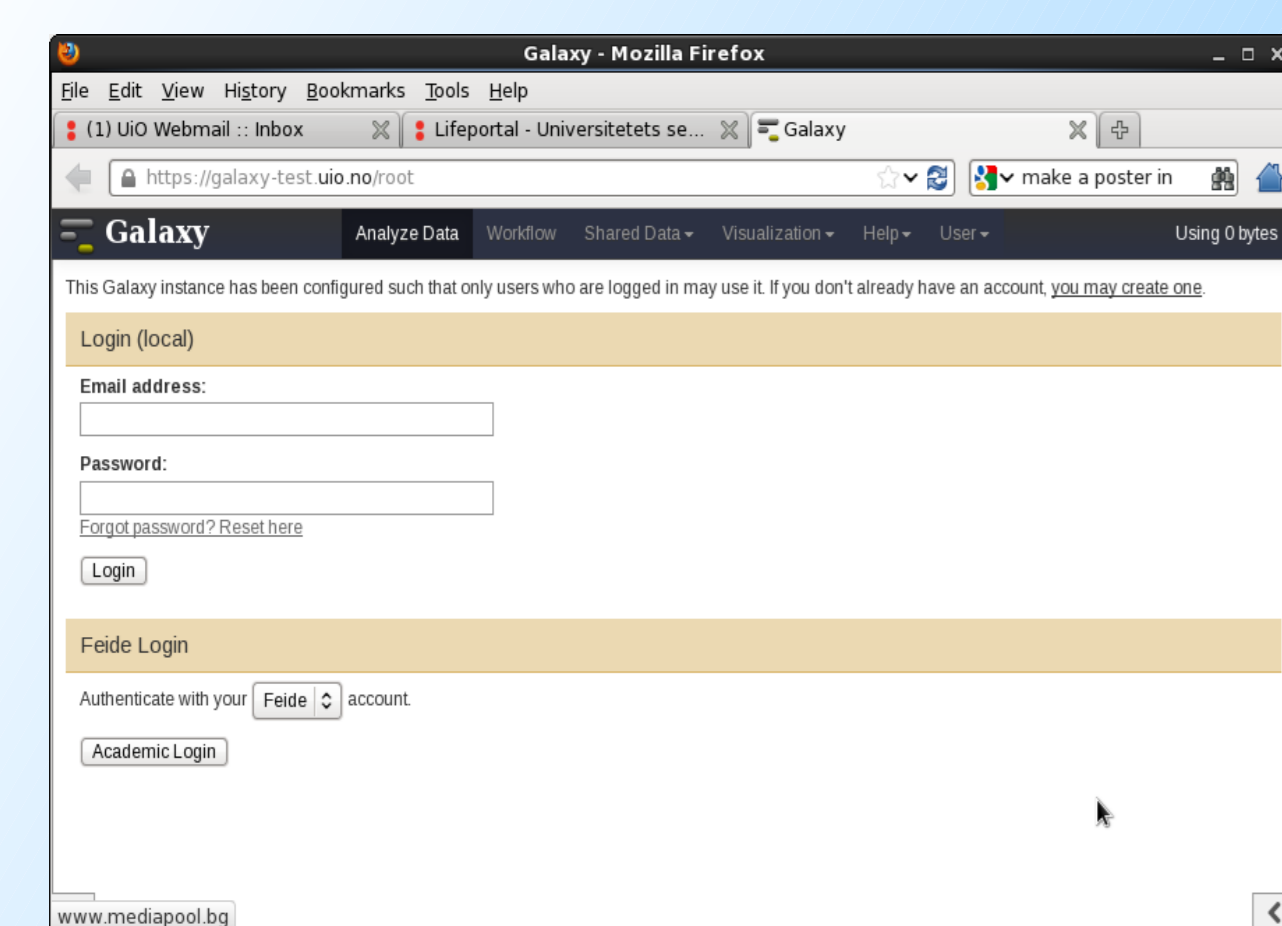 Galaxy - Mozilla Firefox
File Edit View History Bookmarks Tools Help
(1) UiO Webmail :: Inbox Lifeportal - Universitetets se... Galaxy
https://galaxy-test.uio.no/root make a poster in
Galaxy Analyze Data Workflow Shared Data Visualization Help User Using 0 bytes
This Galaxy instance has been configured such that only users who are logged in may use it. If you don't already have an account, you may create one.
Login (local)
Email address:
Password:
Forgot password? Reset here
Login
Feide Login
Authenticate with your Feide account.
Academic Login
www.mediapool.bg